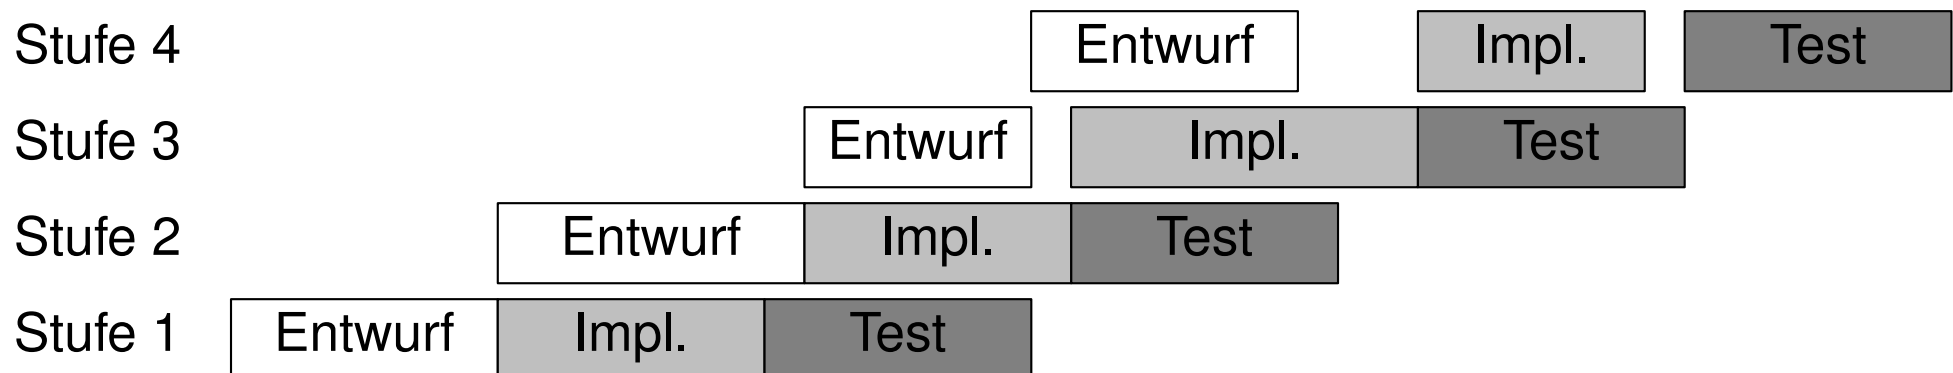 Stufe 4 Entwurf Impl. Test
Stufe 3 Entwurf Impl. Test
Stufe 2 Entwurf Impl. Test
Stufe 1 Entwurf Impl. Test